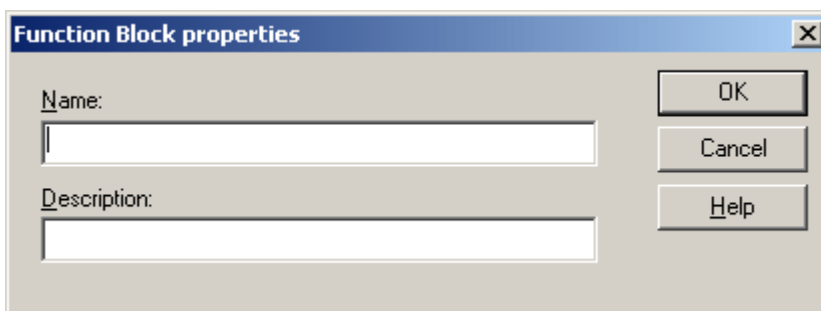 Function Block properties
Name:
OK
Cancel
Description:
Help